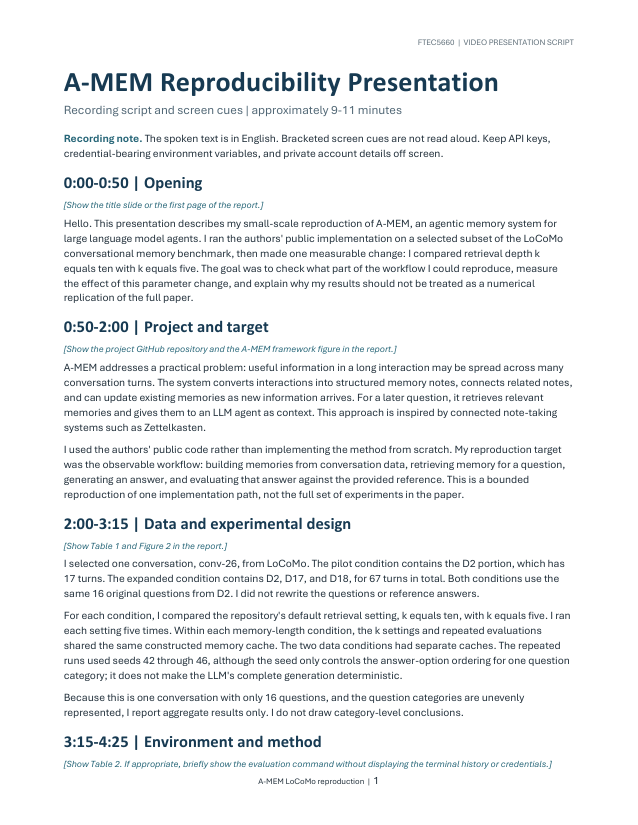 FTEC5660 | VIDEO PRESENTATION SCRIPT
A-MEM Reproducibility Presentation
Recording script and screen cues | approximately 9-11 minutes
Recording note. The spoken text is in English. Bracketed screen cues are not read aloud. Keep API keys,
credential-bearing environment variables, and private account details off screen.
0:00-0:50 | Opening
[Show the title slide or the first page of the report.]
Hello. This presentation describes my small-scale reproduction of A-MEM, an agentic memory system for
large language model agents. I ran the authors' public implementation on a selected subset of the LoCoMo
conversational memory benchmark, then made one measurable change: I compared retrieval depth k
equals ten with k equals five. The goal was to check what part of the workflow I could reproduce, measure
the effect of this parameter change, and explain why my results should not be treated as a numerical
replication of the full paper.
0:50-2:00 | Project and target
[Show the project GitHub repository and the A-MEM framework figure in the report.]
A-MEM addresses a practical problem: useful information in a long interaction may be spread across many
conversation turns. The system converts interactions into structured memory notes, connects related notes,
and can update existing memories as new information arrives. For a later question, it retrieves relevant
memories and gives them to an LLM agent as context. This approach is inspired by connected note-taking
systems such as Zettelkasten.
I used the authors' public code rather than implementing the method from scratch. My reproduction target
was the observable workflow: building memories from conversation data, retrieving memory for a question,
generating an answer, and evaluating that answer against the provided reference. This is a bounded
reproduction of one implementation path, not the full set of experiments in the paper.
2:00-3:15 | Data and experimental design
[Show Table 1 and Figure 2 in the report.]
I selected one conversation, conv-26, from LoCoMo. The pilot condition contains the D2 portion, which has
17 turns. The expanded condition contains D2, D17, and D18, for 67 turns in total. Both conditions use the
same 16 original questions from D2. I did not rewrite the questions or reference answers.
For each condition, I compared the repository's default retrieval setting, k equals ten, with k equals five. I ran
each setting five times. Within each memory-length condition, the k settings and repeated evaluations
shared the same constructed memory cache. The two data conditions had separate caches. The repeated
runs used seeds 42 through 46, although the seed only controls the answer-option ordering for one question
category; it does not make the LLM's complete generation deterministic.
Because this is one conversation with only 16 questions, and the question categories are unevenly
represented, I report aggregate results only. I do not draw category-level conclusions.
3:15-4:25 | Environment and method
[Show Table 2. If appropriate, briefly show the evaluation command without displaying the terminal history or credentials.]
A-MEM LoCoMo reproduction | 1